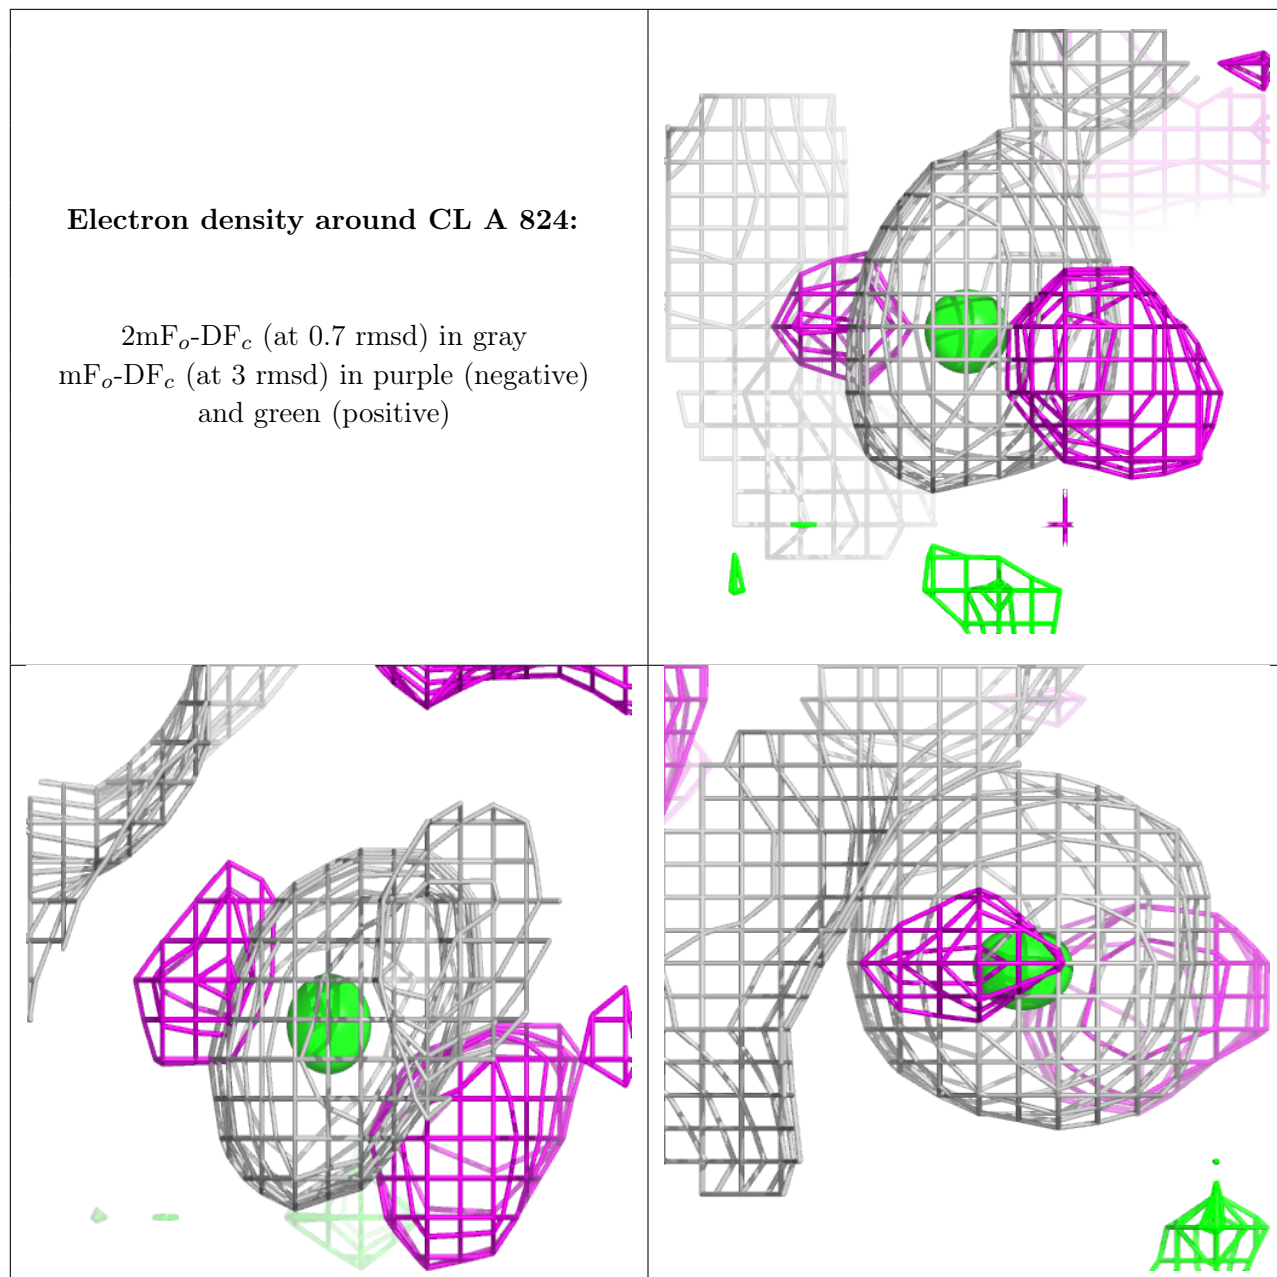 Electron density around CL A 824:
2mFo-DFc (at 0.7 rmsd) in gray
mFo-DFc (at 3 rmsd) in purple (negative)
and green (positive)